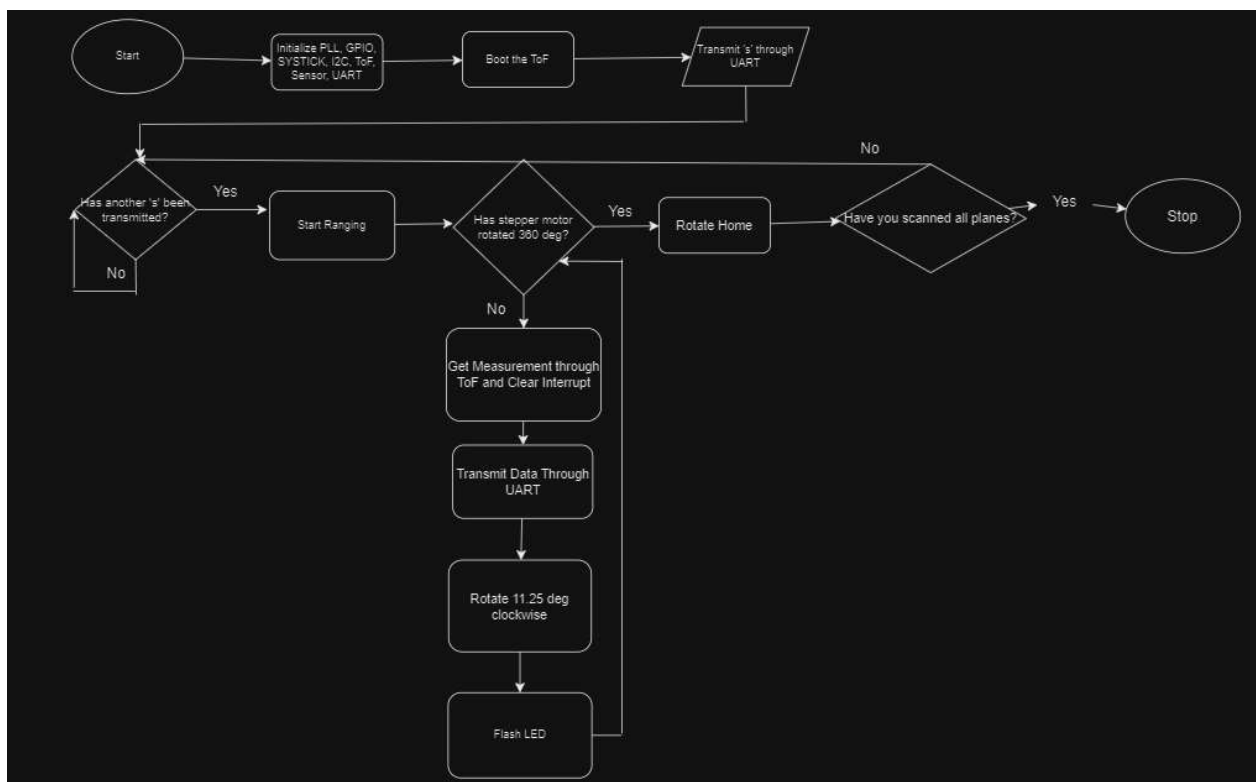 Start
Initialize PLL, GPIO,
SYSTICK, I2C, ToF,
Sensor, UART
Boot the ToF
Transmit 's' through
UART
No
Has another 's' been
transmitted?
Yes
No
Start Ranging
Has stepper motor
rotated 360 deg?
Yes
No
Rotate Home
Have you scanned all planes?
Yes
Stop
Get Measurement through
ToF and Clear Interrupt
Transmit Data Through
UART
Rotate 11.25 deg
clockwise
Flash LED